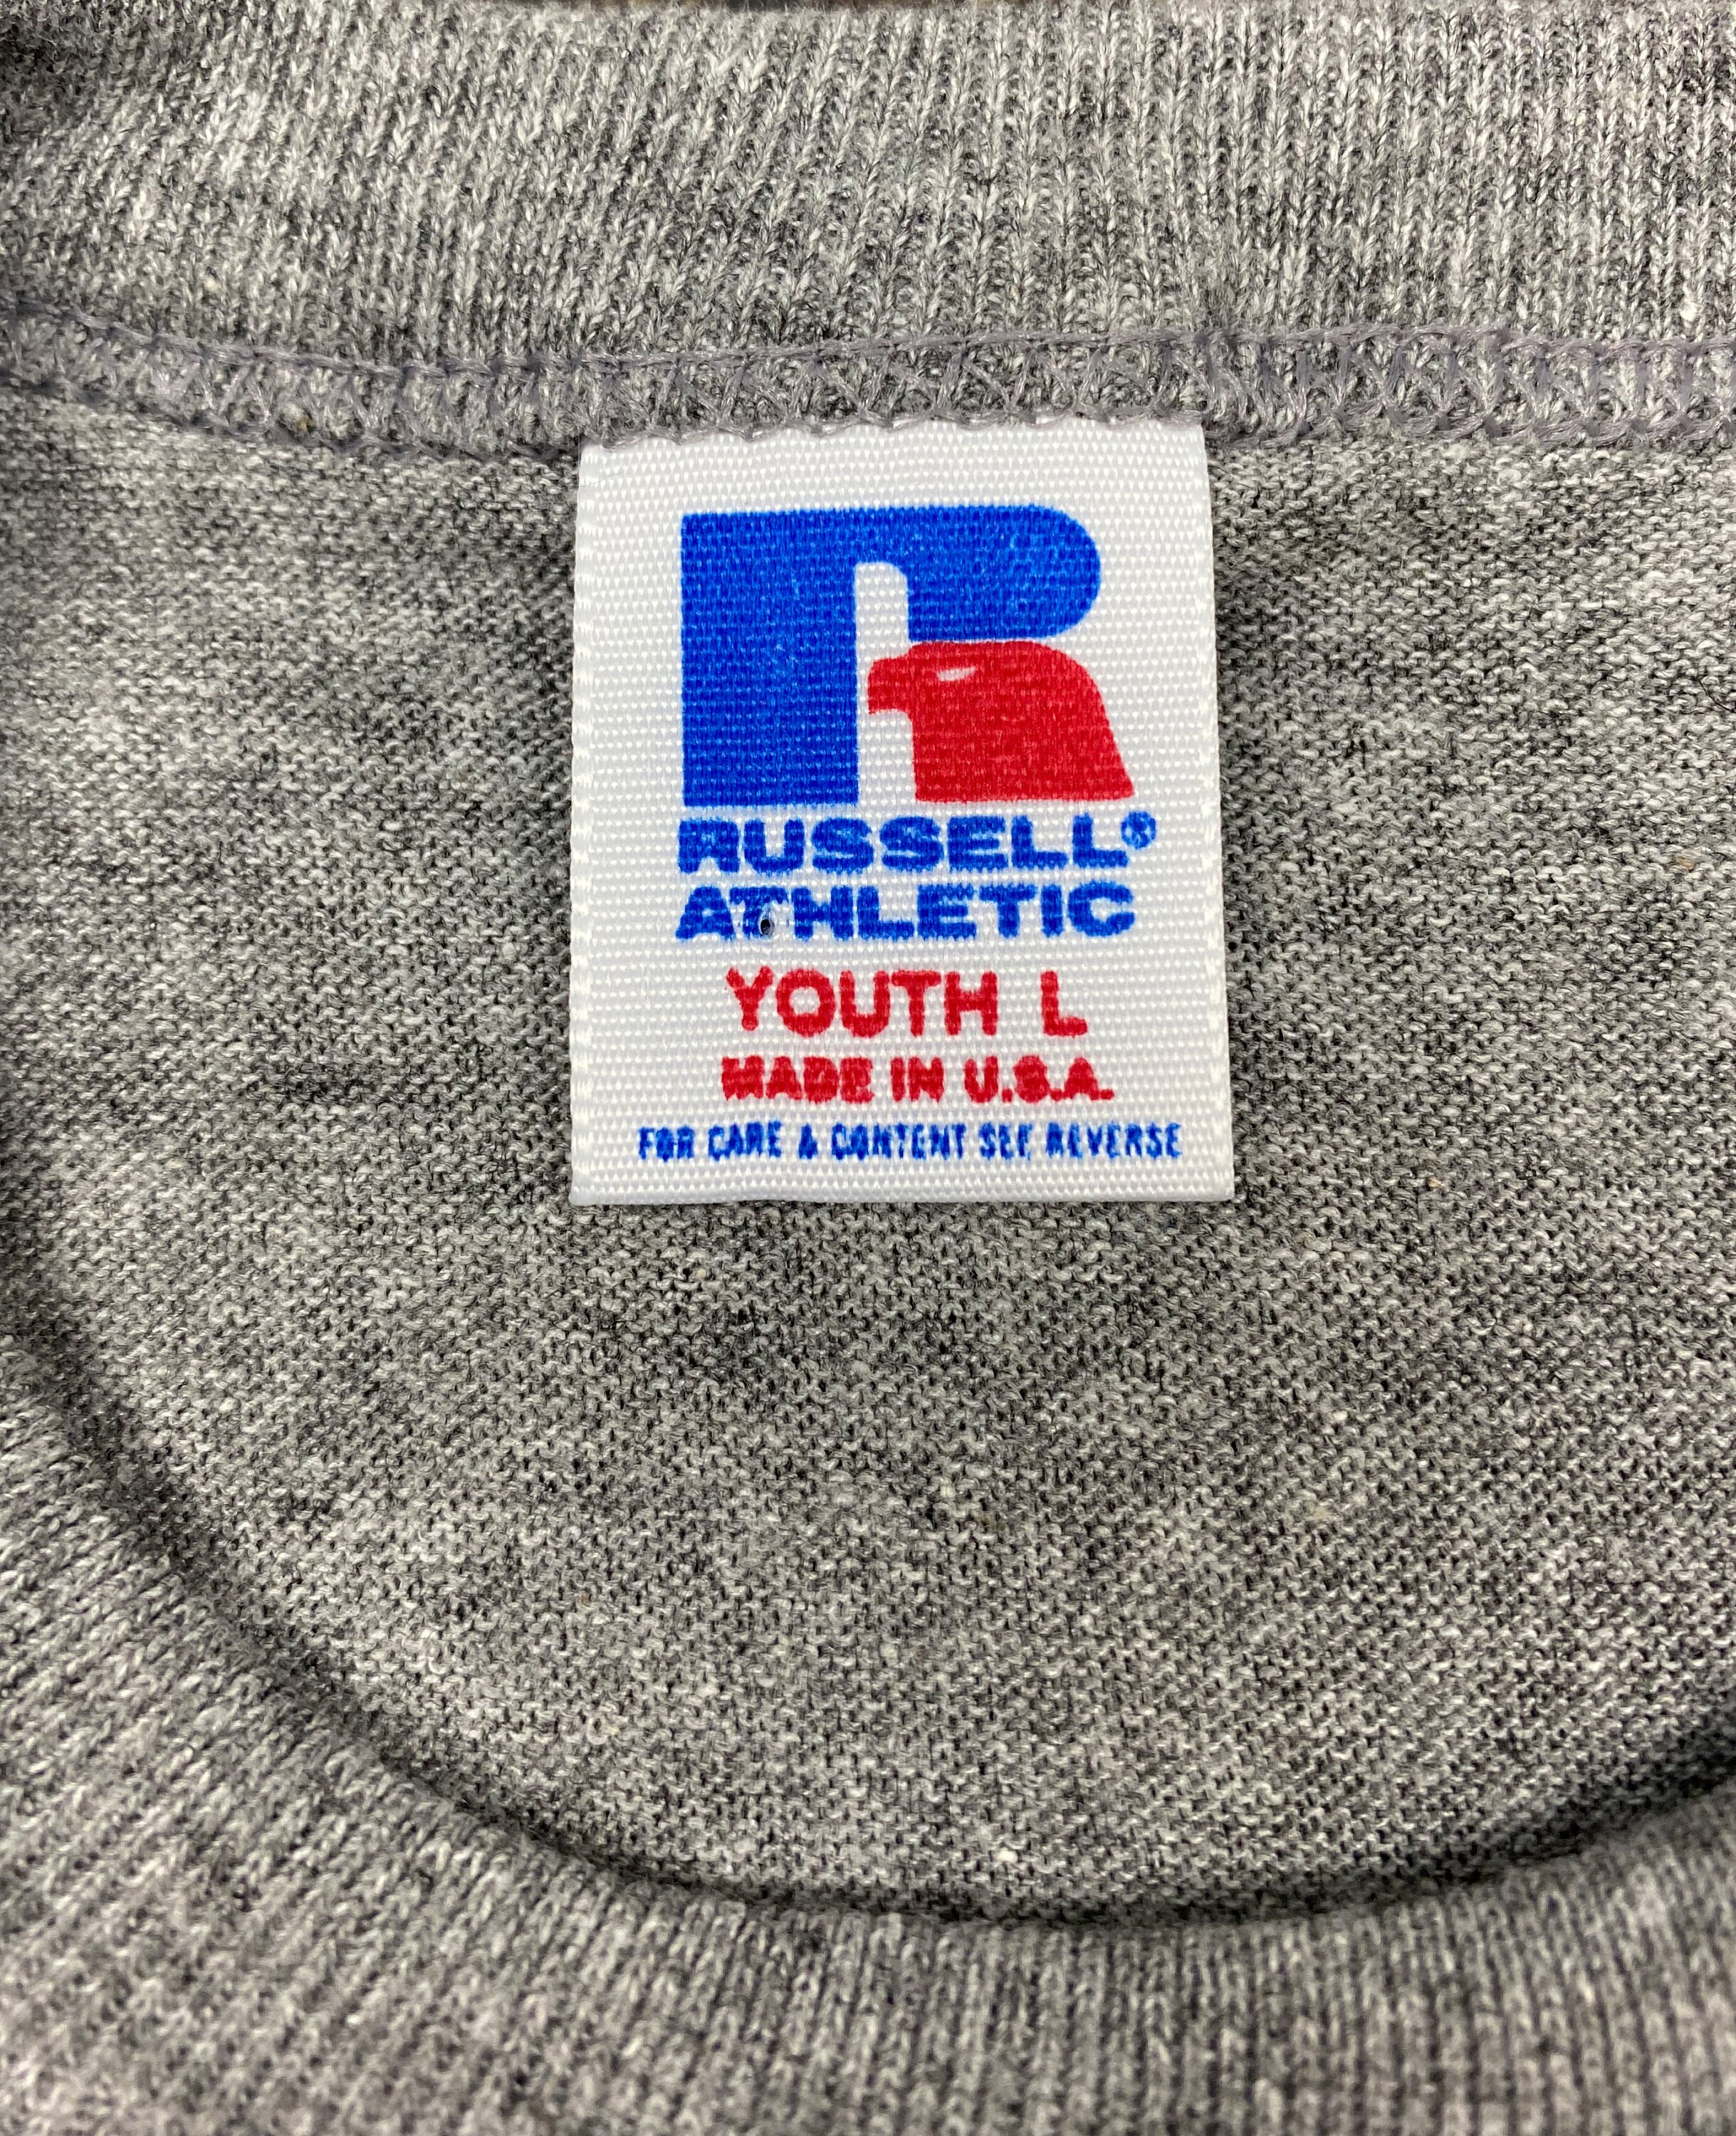 RUSSELL®
ATHLETIC
YOUTH L
MADE IN U.S.A.
FOR CARE & CONTENT SEE REVERSE